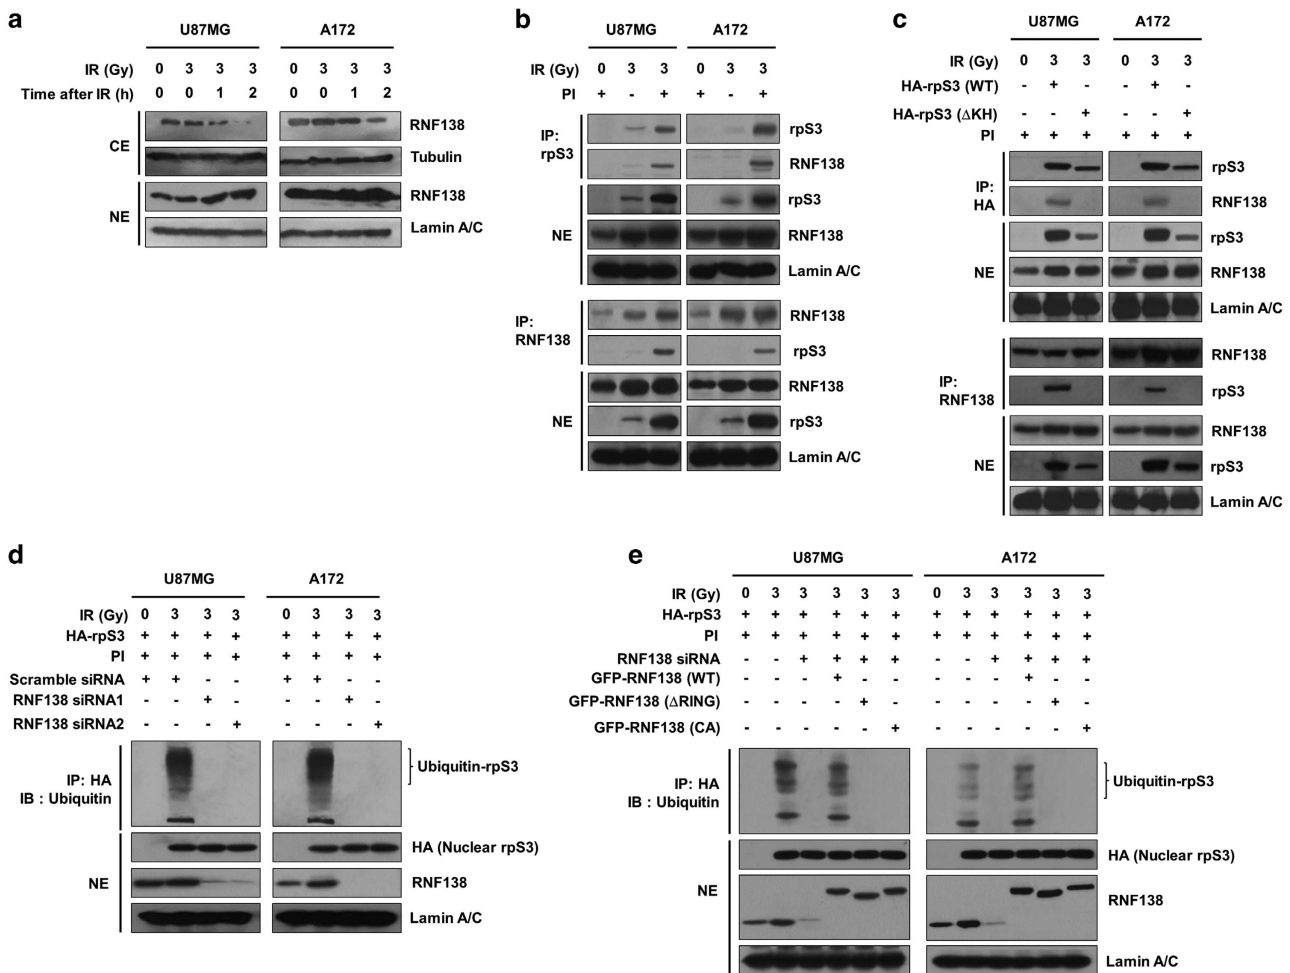 a
U87MG A172
IR (Gy) 0 3 3 3 0 3 3 3
Time after IR (h) 0 0 1 2 0 0 1 2
CE
RNF138
Tubulin
NE
RNF138
Lamin A/C
b
U87MG A172
IR (Gy) 0 3 3 0 3 3
PI + - + + - +
IP:
rpS3
rpS3
RNF138
NE
rpS3
RNF138
Lamin A/C
IP:
RNF138
RNF138
rpS3
NE
RNF138
rpS3
Lamin A/C
c
U87MG A172
IR (Gy) 0 3 3 0 3 3
HA-rpS3 (WT) - + - - + -
HA-rpS3 (ΔKH) - - + - - +
PI + + + + + +
IP:
HA
rpS3
RNF138
NE
rpS3
RNF138
Lamin A/C
IP:
RNF138
RNF138
rpS3
NE
RNF138
rpS3
Lamin A/C
d
U87MG A172
IR (Gy) 0 3 3 3 0 3 3 3
HA-rpS3 + + + + + + + +
PI + + + + + + + +
Scramble siRNA + + - - + + - -
RNF138 siRNA1 - - + - - - + -
RNF138 siRNA2 - - - + - - - +
IP: HA
IB : Ubiquitin
Ubiquitin-rpS3
NE
HA (Nuclear rpS3)
RNF138
Lamin A/C
e
U87MG A172
IR (Gy) 0 3 3 3 3 3 0 3 3 3 3 3
HA-rpS3 + + + + + + + + + + + +
PI + + + + + + + + + + + +
RNF138 siRNA - - + + + + - - + + + +
GFP-RNF138 (WT) - - - + - - - - - + - -
GFP-RNF138 (ΔRING) - - - - + - - - - - + -
GFP-RNF138 (CA) - - - - - + - - - - - +
IP: HA
IB : Ubiquitin
Ubiquitin-rpS3
NE
HA (Nuclear rpS3)
RNF138
Lamin A/C